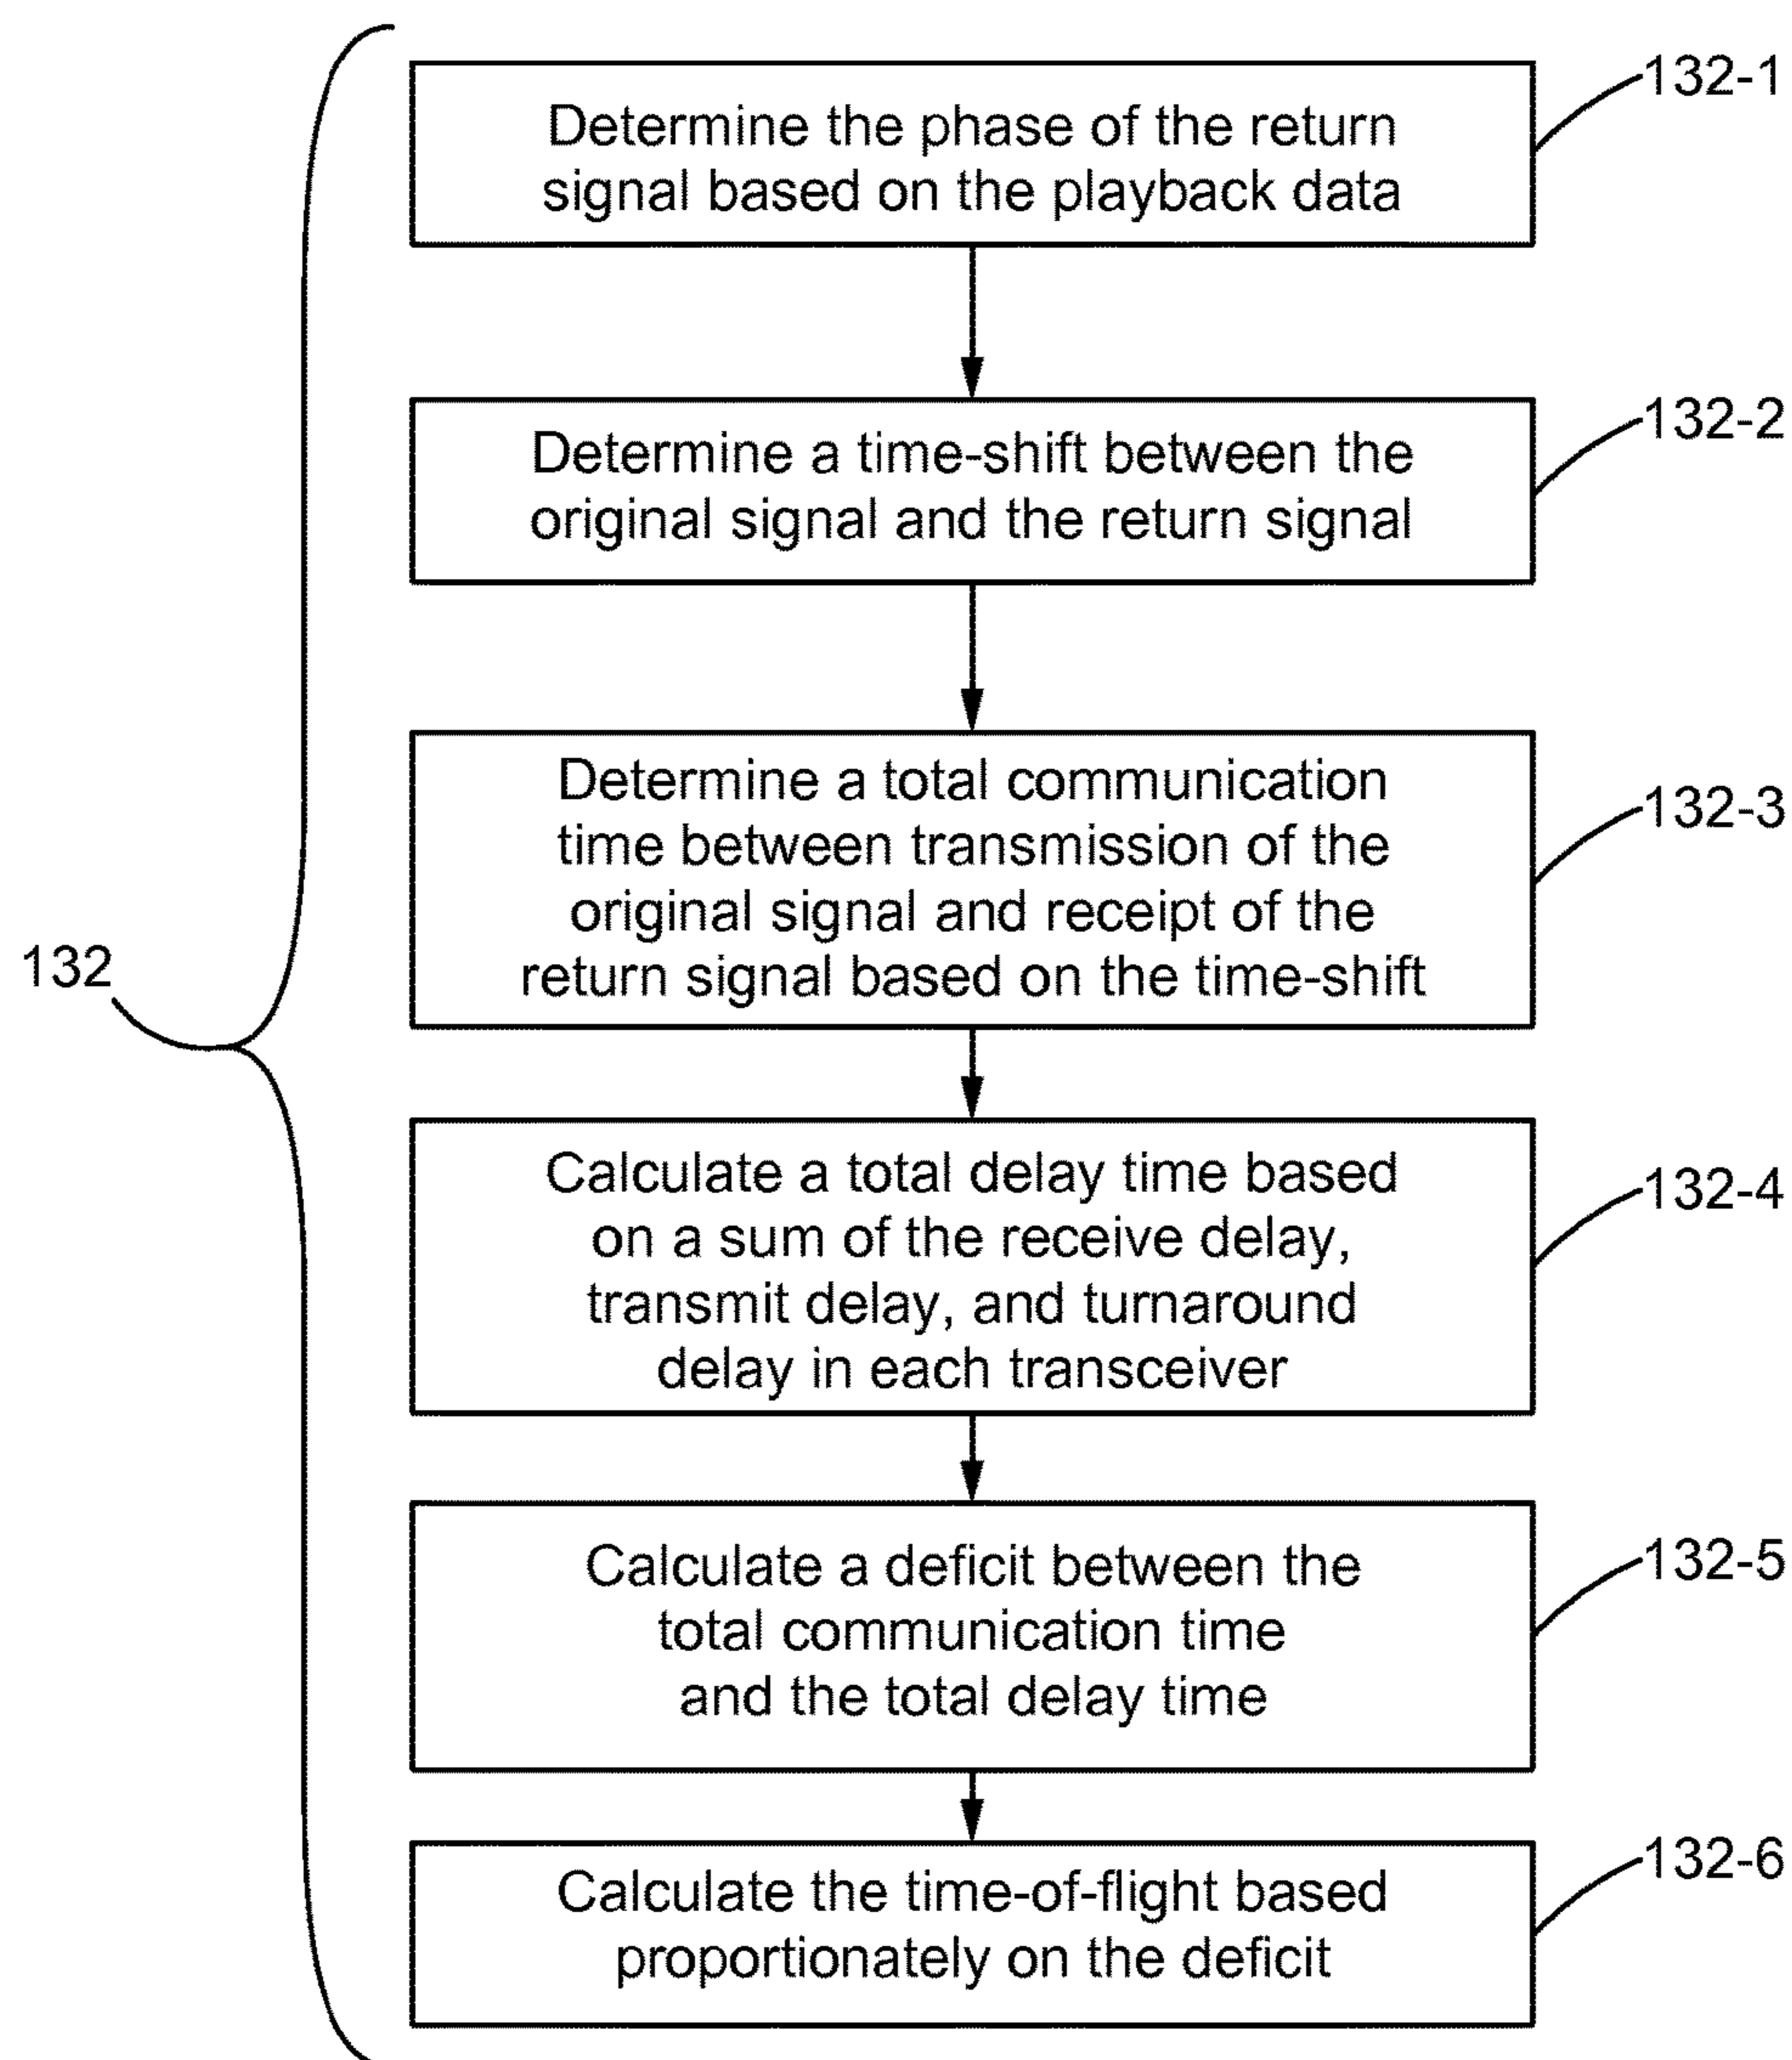 132-1
Determine the phase of the return
signal based on the playback data
132-2
Determine a time-shift between the
original signal and the return signal
132-3
Determine a total communication
time between transmission of the
original signal and receipt of the
return signal based on the time-shift
132
132-4
Calculate a total delay time based
on a sum of the receive delay,
transmit delay, and turnaround
delay in each transceiver
132-5
Calculate a deficit between the
total communication time
and the total delay time
132-6
Calculate the time-of-flight based
proportionately on the deficit